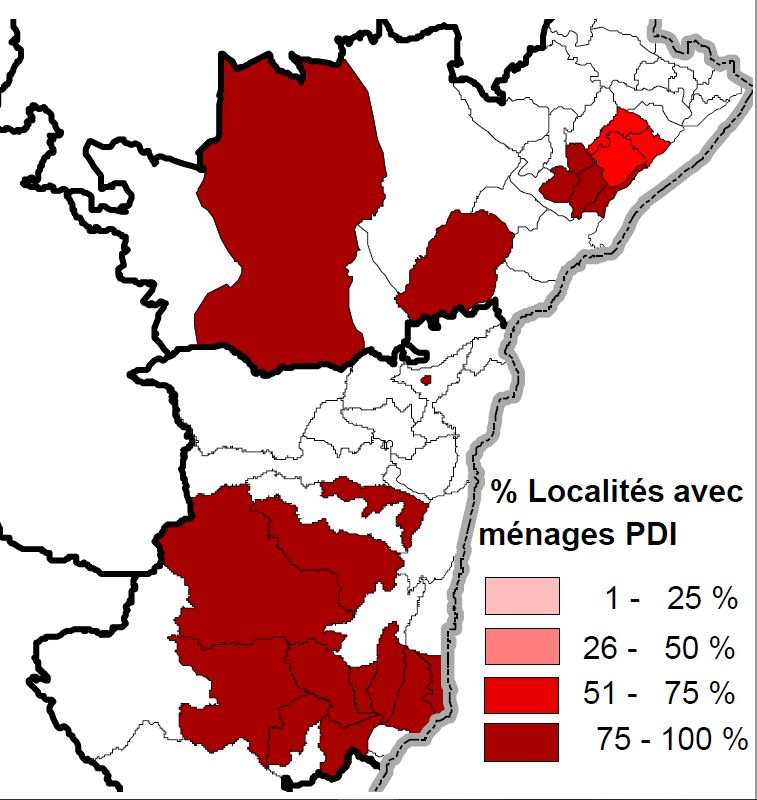 % Localités avec
ménages PDI
1 - 25 %
26 - 50 %
51 - 75 %
75 - 100 %